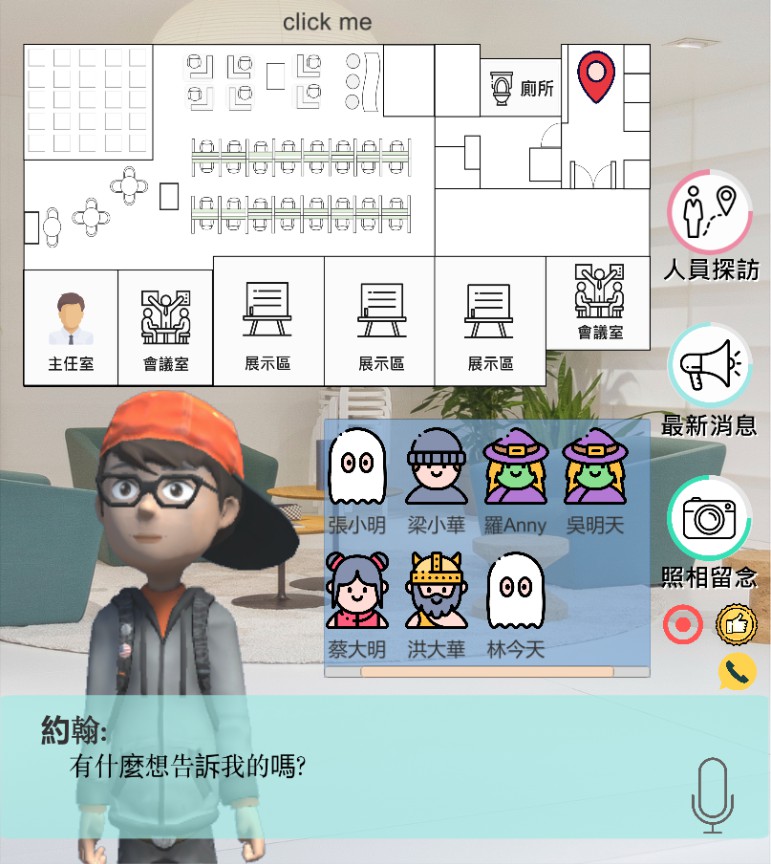 click me
廁所
主任室
會議室
展示區
展示區
展示區
會議室
人員探訪
最新消息
照相留念
張小明
梁小華
羅Anny
吳明天
蔡大明
洪大華
林今天
約翰:
有什麼想告訴我的嗎?